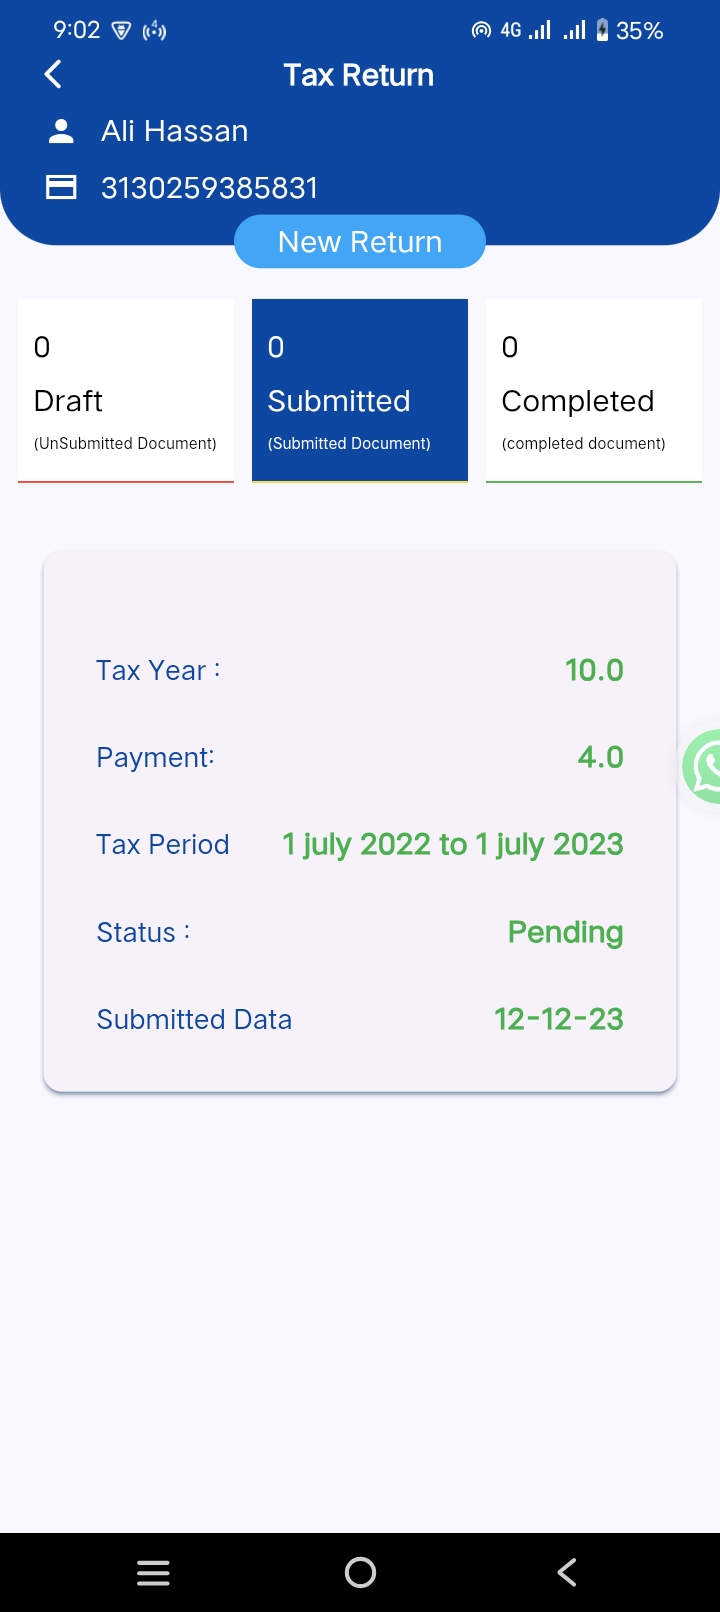 9:02 4 4G 35%
Tax Return
Ali Hassan
3130259385831
New Return
0 0 0
Draft Submitted Completed
(UnSubmitted Document) (Submitted Document) (completed document)
Tax Year : 10.0
Payment: 4.0
Tax Period 1 july 2022 to 1 july 2023
Status : Pending
Submitted Data 12-12-23